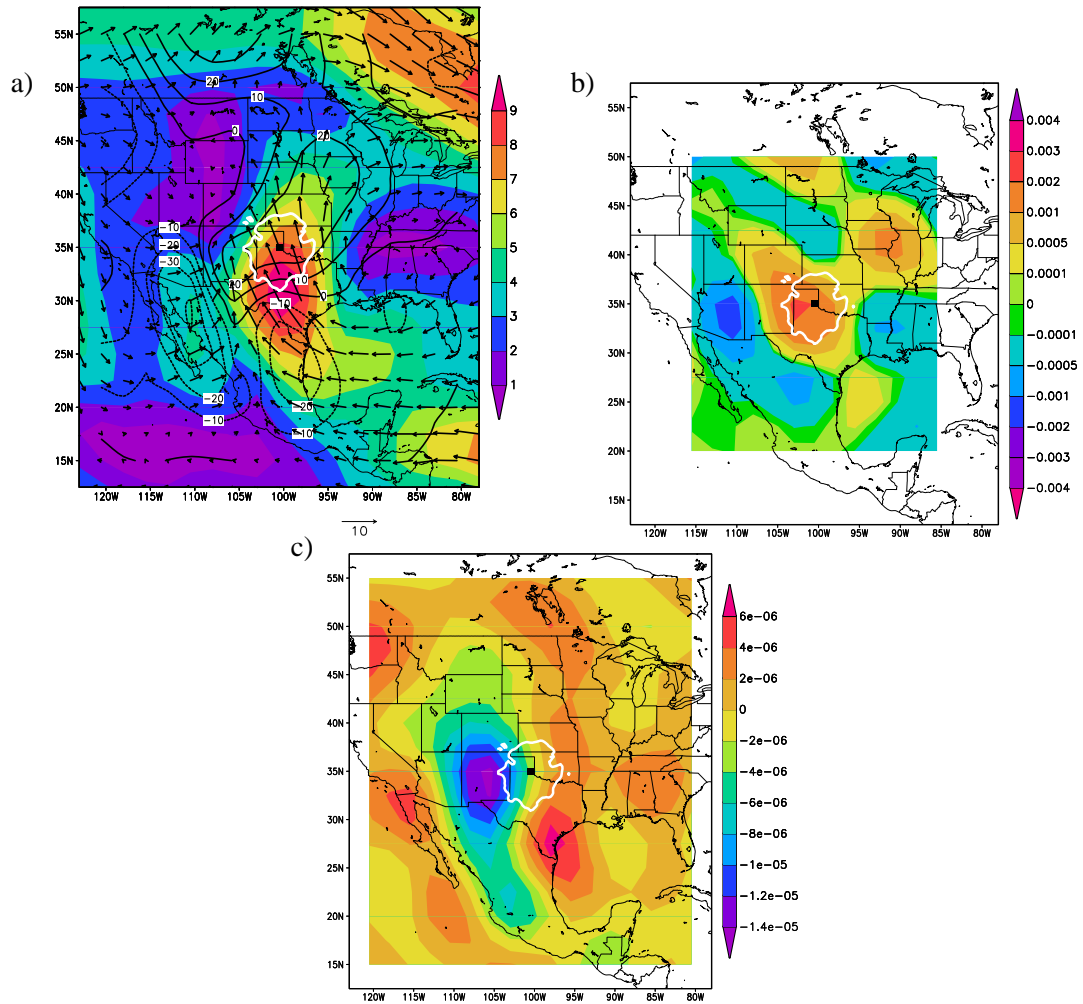 a)
55N
50N
45N
40N
35N
30N
25N
20N
15N
120W 115W 110W 105W 100W 95W 90W 85W 80W
20
10
0
20
-10
-20
-30
20
10
0
-10
-20
-10
-20
-10
9
8
7
6
5
4
3
2
1
10
b)
55N
50N
45N
40N
35N
30N
25N
20N
15N
120W 115W 110W 105W 100W 95W 90W 85W 80W
0.004
0.003
0.002
0.001
0.0005
0.0001
0
-0.0001
-0.0005
-0.001
-0.002
-0.003
-0.004
c)
55N
50N
45N
40N
35N
30N
25N
20N
15N
120W 115W 110W 105W 100W 95W 90W 85W 80W
6e-06
4e-06
2e-06
0
-2e-06
-4e-06
-6e-06
-8e-06
-1e-05
-1.2e-05
-1.4e-05